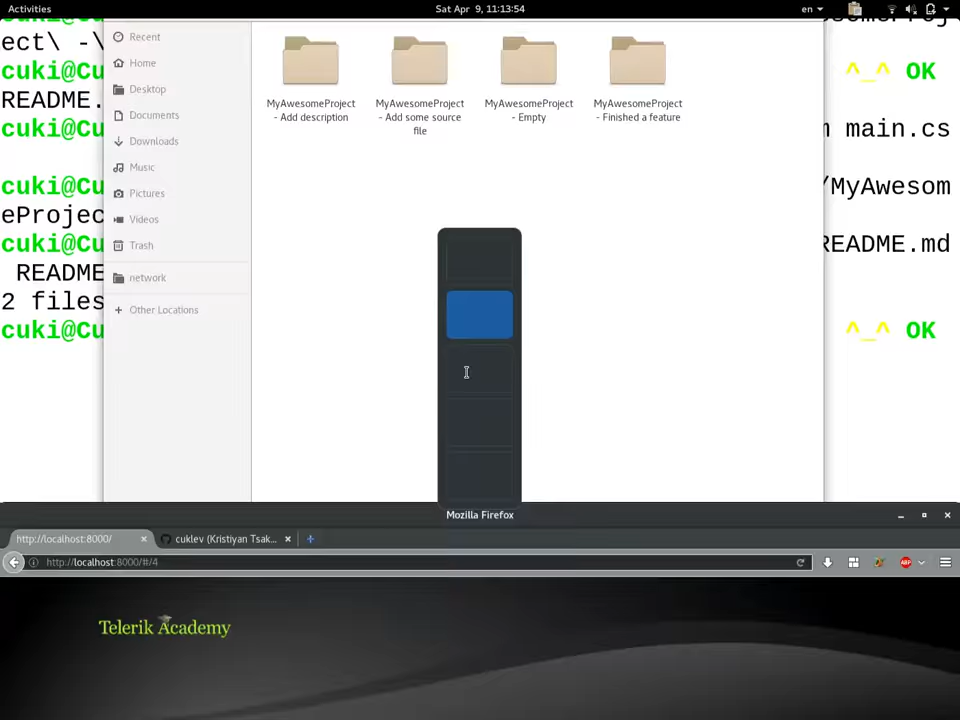 Activities
Sat Apr 9, 11:13:54
en
ect\ -\
cuki@Cu
^_^ OK
README.
cuki@Cu
main.cs
cuki@Cu
/MyAwesom
eProjec
cuki@Cu
README.md
README
2 files
cuki@Cu
^_^ OK
Recent
Home
Desktop
Documents
Downloads
Music
Pictures
Videos
Trash
network
+ Other Locations
MyAwesomeProject
- Add description
MyAwesomeProject
- Add some source
file
MyAwesomeProject
- Empty
MyAwesomeProject
- Finished a feature
Mozilla Firefox
http://localhost:8000/
cuklev (Kristiyan Tsak...
http://localhost:8000/#/4
ABP
Telerik Academy